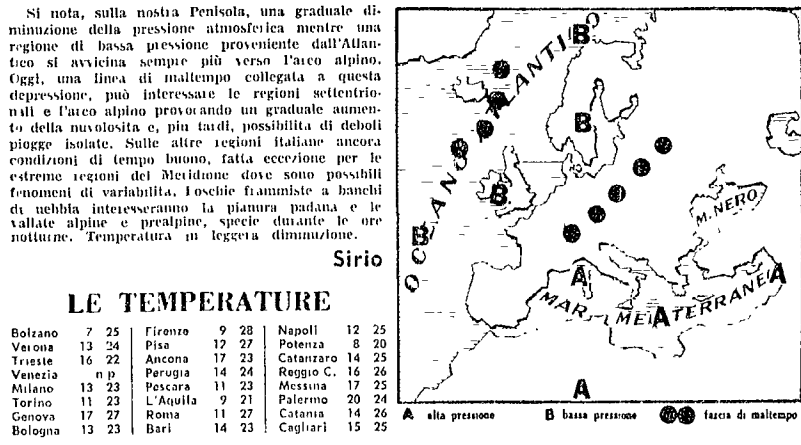 Si nota, sulla nostra Penisola, una graduale di-
minuzione della pressione atmosferica mentre una
regione di bassa pressione proveniente dall'Atlan-
tico si avvicina sempre più verso l'arco alpino.
Oggi, una linea di maltempo collegata a questa
depressione, può interessare le regioni settentrio-
nali e l'arco alpino provocando un graduale aumen-
to della nuvolosita e, più tardi, possibilita di deboli
piogge isolate. Sulle altre regioni italiane ancora
condizioni di tempo buono, fatta eccezione per le
estreme regioni del Meridione dove sono possibili
fenomeni di variabilita. Foschie frammiste a banchi
di nebbia interesseranno la pianura padana e le
vallate alpine e prealpine, specie durante le ore
notturne. Temperatura in leggera diminuzione.
Sirio
LE TEMPERATURE
Bolzano 7 25
Verona 13 24
Trieste 16 22
Venezia n p
Milano 13 23
Torino 11 23
Genova 17 27
Bologna 13 23
Firenze 9 28
Pisa 12 27
Ancona 17 23
Perugia 14 24
Pescara 11 23
L'Aquila 9 21
Roma 11 27
Bari 14 23
Napoli 12 25
Potenza 8 20
Catanzaro 14 25
Reggio C. 16 26
Messina 17 25
Palermo 20 24
Catania 14 26
Cagliari 15 25
OCEANO ATLANTICO
B
B
B
B
M. NERO
A
A
MAR MEDITERRANEO
A
A
A alta pressione B bassa pressione fascia di maltempo